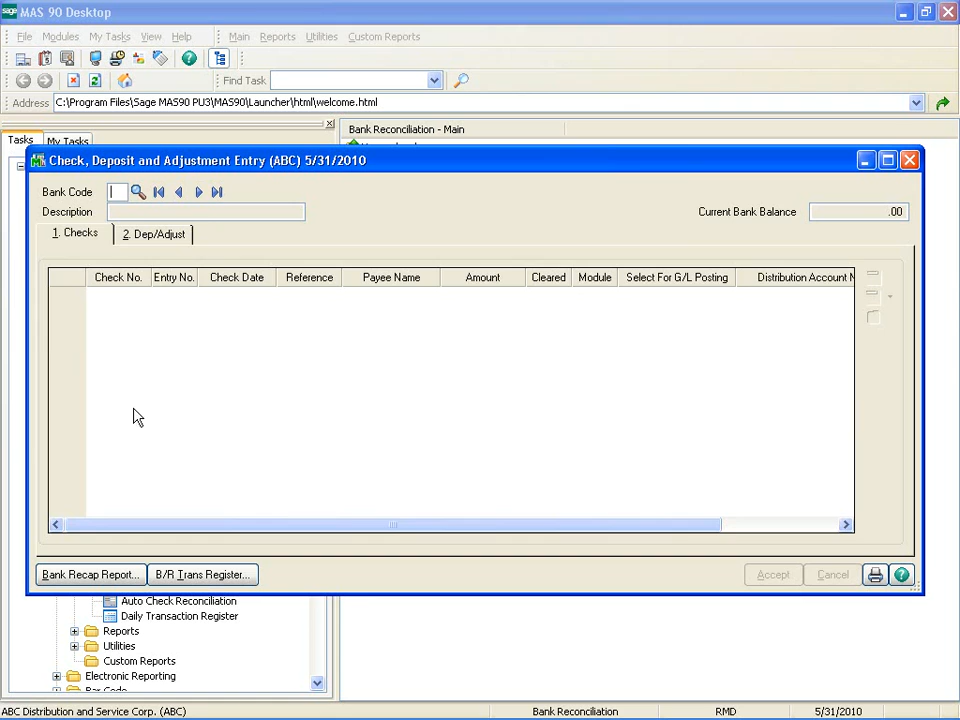 sage MAS 90 Desktop
File Modules My Tasks View Help Main Reports Utilities Custom Reports
Find Task
Address C:\Program Files\Sage MAS90 PU3\MAS90\Launcher\html\welcome.html
Tasks My Tasks
Bank Reconciliation - Main
Check, Deposit and Adjustment Entry (ABC) 5/31/2010
Bank Code
Description
Current Bank Balance .00
1. Checks 2. Dep/Adjust
Check No. Entry No. Check Date Reference Payee Name Amount Cleared Module Select For G/L Posting Distribution Account N
Bank Recap Report... B/R Trans Register... Accept Cancel
Auto Check Reconciliation
Daily Transaction Register
Reports
Utilities
Custom Reports
Electronic Reporting
Bar Code
ABC Distribution and Service Corp. (ABC) Bank Reconciliation RMD 5/31/2010